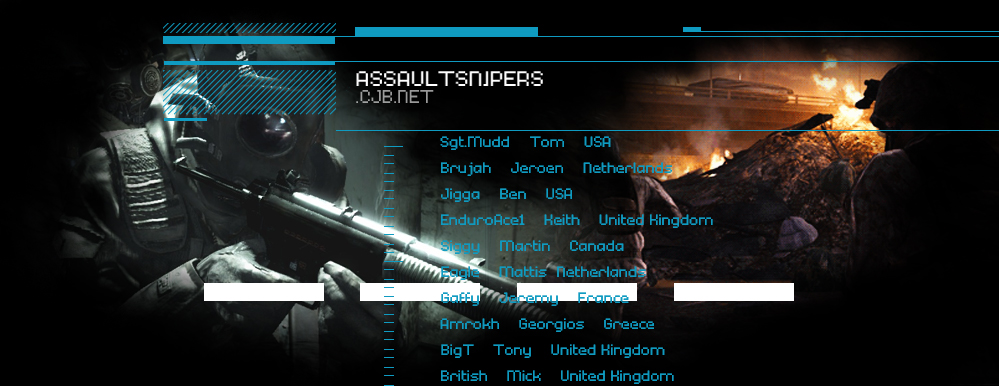 ASSAULTSNIPERS
.CJB.NET
Sgt.Mudd Tom USA
Brujah Jeroen Netherlands
Jigga Ben USA
EnduroAce1 Keith United Kingdom
Siggy Martin Canada
Eggie Mattis Netherlands
Gaffy Jeremy France
Amrokh Georgios Greece
BigT Tony United Kingdom
British Mick United Kingdom